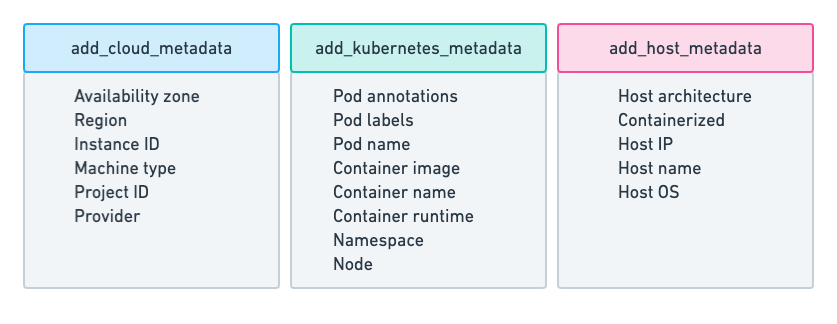 add_cloud_metadata
Availability zone
Region
Instance ID
Machine type
Project ID
Provider
add_kubernetes_metadata
Pod annotations
Pod labels
Pod name
Container image
Container name
Container runtime
Namespace
Node
add_host_metadata
Host architecture
Containerized
Host IP
Host name
Host OS